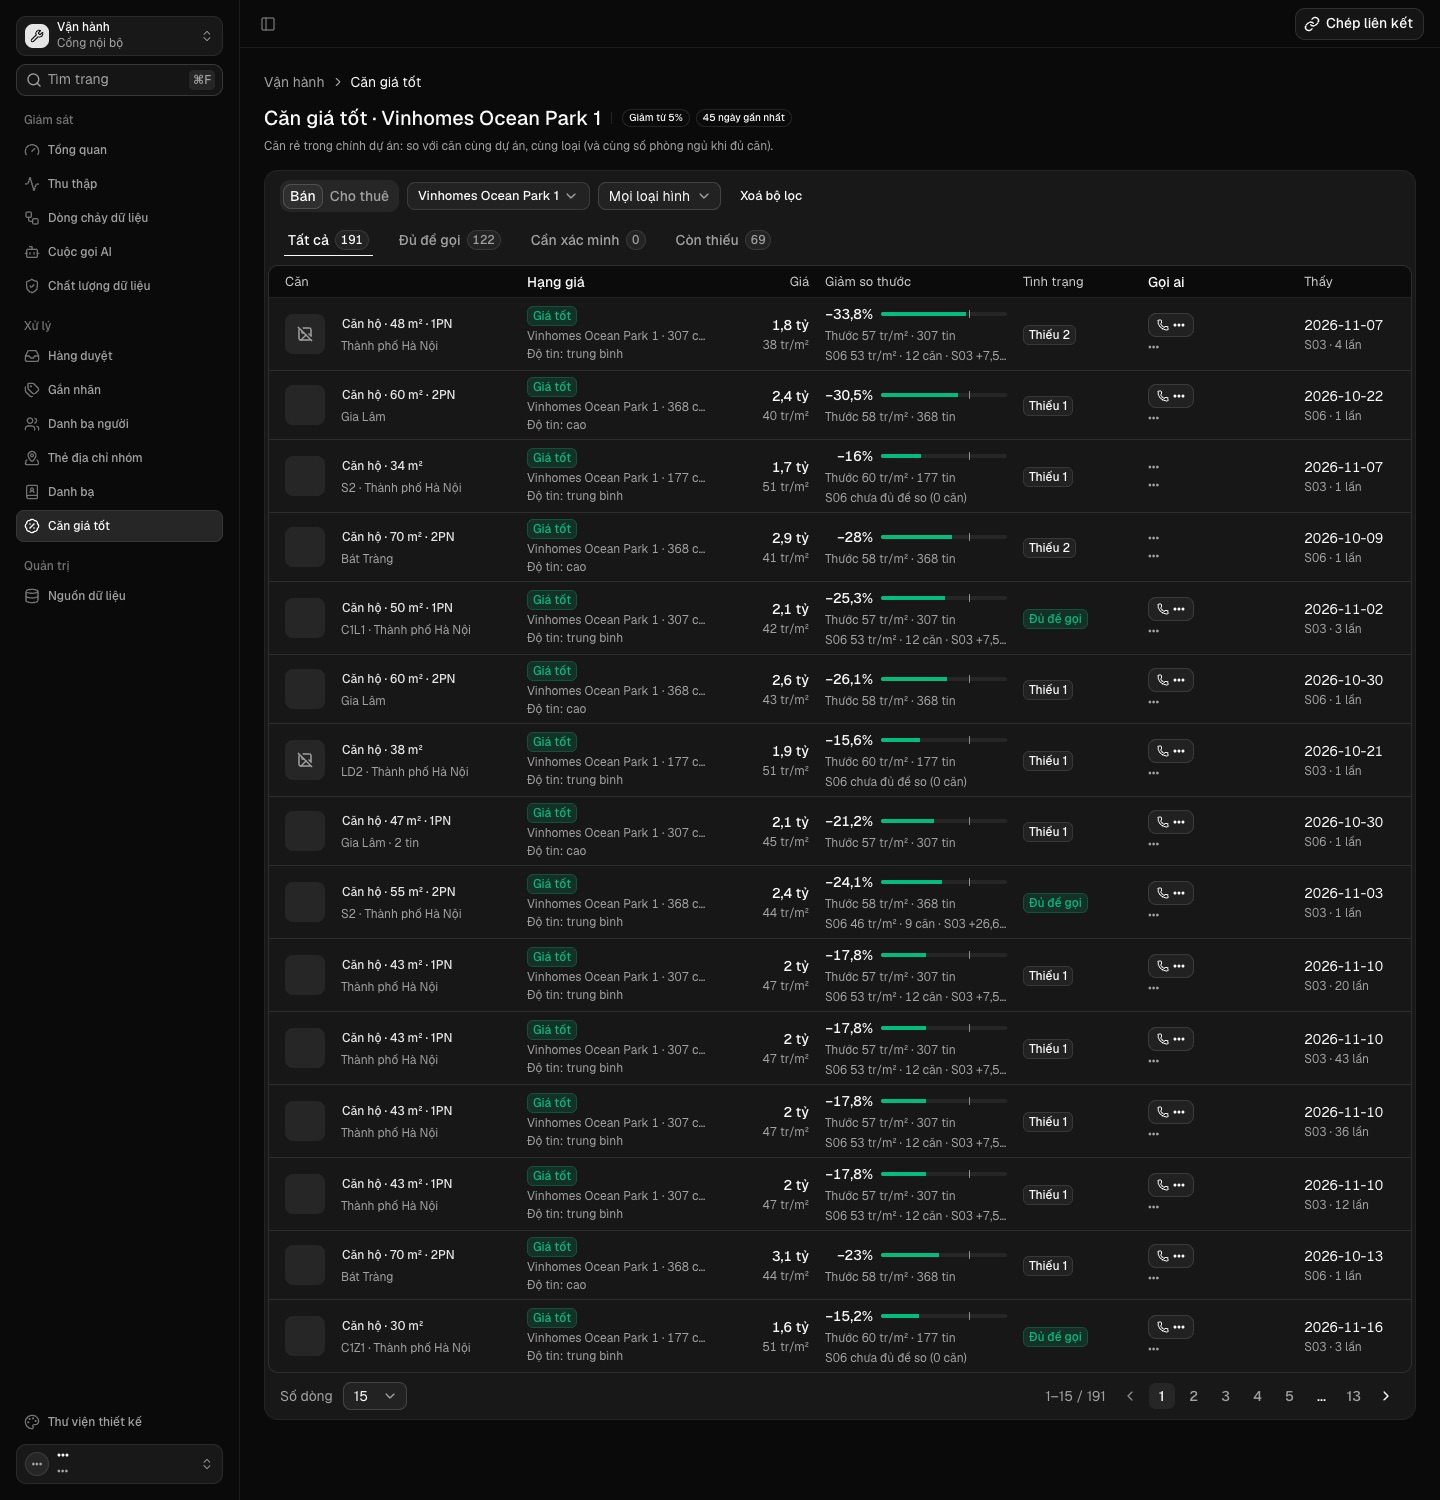 Vận hành
Cổng nội bộ
Tìm trang
⌘F
Giám sát
Tổng quan
Thu thập
Dòng chảy dữ liệu
Cuộc gọi AI
Chất lượng dữ liệu
Xử lý
Hàng duyệt
Gắn nhãn
Danh bạ người
Thẻ địa chỉ nhóm
Danh bạ
Căn giá tốt
Quản trị
Nguồn dữ liệu
Thư viện thiết kế
•••
•••
•••
Chép liên kết
Vận hành > Căn giá tốt
Căn giá tốt · Vinhomes Ocean Park 1
Giảm từ 5%
45 ngày gần nhất
Căn rẻ trong chính dự án: so với căn cùng dự án, cùng loại (và cùng số phòng ngủ khi đủ căn).
Bán
Cho thuê
Vinhomes Ocean Park 1
Mọi loại hình
Xoá bộ lọc
Tất cả 191
Đủ để gọi 122
Cần xác minh 0
Còn thiếu 69
Căn
Hạng giá
Giá
Giảm so thước
Tình trạng
Gọi ai
Thấy
Căn hộ · 48 m² · 1PN
Thành phố Hà Nội
Giá tốt
Vinhomes Ocean Park 1 · 307 c…
Độ tin: trung bình
1,8 tỷ
38 tr/m²
−33,8%
Thước 57 tr/m² · 307 tin
S06 53 tr/m² · 12 căn · S03 +7,5…
Thiếu 2
•••
•••
2026-11-07
S03 · 4 lần
Căn hộ · 60 m² · 2PN
Gia Lâm
Giá tốt
Vinhomes Ocean Park 1 · 368 c…
Độ tin: cao
2,4 tỷ
40 tr/m²
−30,5%
Thước 58 tr/m² · 368 tin
Thiếu 1
•••
•••
2026-10-22
S06 · 1 lần
Căn hộ · 34 m²
S2 · Thành phố Hà Nội
Giá tốt
Vinhomes Ocean Park 1 · 177 c…
Độ tin: trung bình
1,7 tỷ
51 tr/m²
−16%
Thước 60 tr/m² · 177 tin
S06 chưa đủ để so (0 căn)
Thiếu 1
•••
•••
2026-11-07
S03 · 1 lần
Căn hộ · 70 m² · 2PN
Bát Tràng
Giá tốt
Vinhomes Ocean Park 1 · 368 c…
Độ tin: cao
2,9 tỷ
41 tr/m²
−28%
Thước 58 tr/m² · 368 tin
Thiếu 2
•••
•••
2026-10-09
S06 · 1 lần
Căn hộ · 50 m² · 1PN
C1L1 · Thành phố Hà Nội
Giá tốt
Vinhomes Ocean Park 1 · 307 c…
Độ tin: trung bình
2,1 tỷ
42 tr/m²
−25,3%
Thước 57 tr/m² · 307 tin
S06 53 tr/m² · 12 căn · S03 +7,5…
Đủ để gọi
•••
•••
2026-11-02
S03 · 3 lần
Căn hộ · 60 m² · 2PN
Gia Lâm
Giá tốt
Vinhomes Ocean Park 1 · 368 c…
Độ tin: cao
2,6 tỷ
43 tr/m²
−26,1%
Thước 58 tr/m² · 368 tin
Thiếu 1
•••
•••
2026-10-30
S06 · 1 lần
Căn hộ · 38 m²
LD2 · Thành phố Hà Nội
Giá tốt
Vinhomes Ocean Park 1 · 177 c…
Độ tin: trung bình
1,9 tỷ
51 tr/m²
−15,6%
Thước 60 tr/m² · 177 tin
S06 chưa đủ để so (0 căn)
Thiếu 1
•••
•••
2026-10-21
S03 · 1 lần
Căn hộ · 47 m² · 1PN
Gia Lâm · 2 tin
Giá tốt
Vinhomes Ocean Park 1 · 307 c…
Độ tin: cao
2,1 tỷ
45 tr/m²
−21,2%
Thước 57 tr/m² · 307 tin
Thiếu 1
•••
•••
2026-10-30
S06 · 1 lần
Căn hộ · 55 m² · 2PN
S2 · Thành phố Hà Nội
Giá tốt
Vinhomes Ocean Park 1 · 368 c…
Độ tin: trung bình
2,4 tỷ
44 tr/m²
−24,1%
Thước 58 tr/m² · 368 tin
S06 46 tr/m² · 9 căn · S03 +26,6…
Đủ để gọi
•••
•••
2026-11-03
S03 · 1 lần
Căn hộ · 43 m² · 1PN
Thành phố Hà Nội
Giá tốt
Vinhomes Ocean Park 1 · 307 c…
Độ tin: trung bình
2 tỷ
47 tr/m²
−17,8%
Thước 57 tr/m² · 307 tin
S06 53 tr/m² · 12 căn · S03 +7,5…
Thiếu 1
•••
•••
2026-11-10
S03 · 20 lần
Căn hộ · 43 m² · 1PN
Thành phố Hà Nội
Giá tốt
Vinhomes Ocean Park 1 · 307 c…
Độ tin: trung bình
2 tỷ
47 tr/m²
−17,8%
Thước 57 tr/m² · 307 tin
S06 53 tr/m² · 12 căn · S03 +7,5…
Thiếu 1
•••
•••
2026-11-10
S03 · 43 lần
Căn hộ · 43 m² · 1PN
Thành phố Hà Nội
Giá tốt
Vinhomes Ocean Park 1 · 307 c…
Độ tin: trung bình
2 tỷ
47 tr/m²
−17,8%
Thước 57 tr/m² · 307 tin
S06 53 tr/m² · 12 căn · S03 +7,5…
Thiếu 1
•••
•••
2026-11-10
S03 · 36 lần
Căn hộ · 43 m² · 1PN
Thành phố Hà Nội
Giá tốt
Vinhomes Ocean Park 1 · 307 c…
Độ tin: trung bình
2 tỷ
47 tr/m²
−17,8%
Thước 57 tr/m² · 307 tin
S06 53 tr/m² · 12 căn · S03 +7,5…
Thiếu 1
•••
•••
2026-11-10
S03 · 12 lần
Căn hộ · 70 m² · 2PN
Bát Tràng
Giá tốt
Vinhomes Ocean Park 1 · 368 c…
Độ tin: cao
3,1 tỷ
44 tr/m²
−23%
Thước 58 tr/m² · 368 tin
Thiếu 1
•••
•••
2026-10-13
S06 · 1 lần
Căn hộ · 30 m²
C1Z1 · Thành phố Hà Nội
Giá tốt
Vinhomes Ocean Park 1 · 177 c…
Độ tin: trung bình
1,6 tỷ
51 tr/m²
−15,2%
Thước 60 tr/m² · 177 tin
S06 chưa đủ để so (0 căn)
Đủ để gọi
•••
•••
2026-11-16
S03 · 3 lần
Số dòng 15
1–15 / 191
1 2 3 4 5 … 13